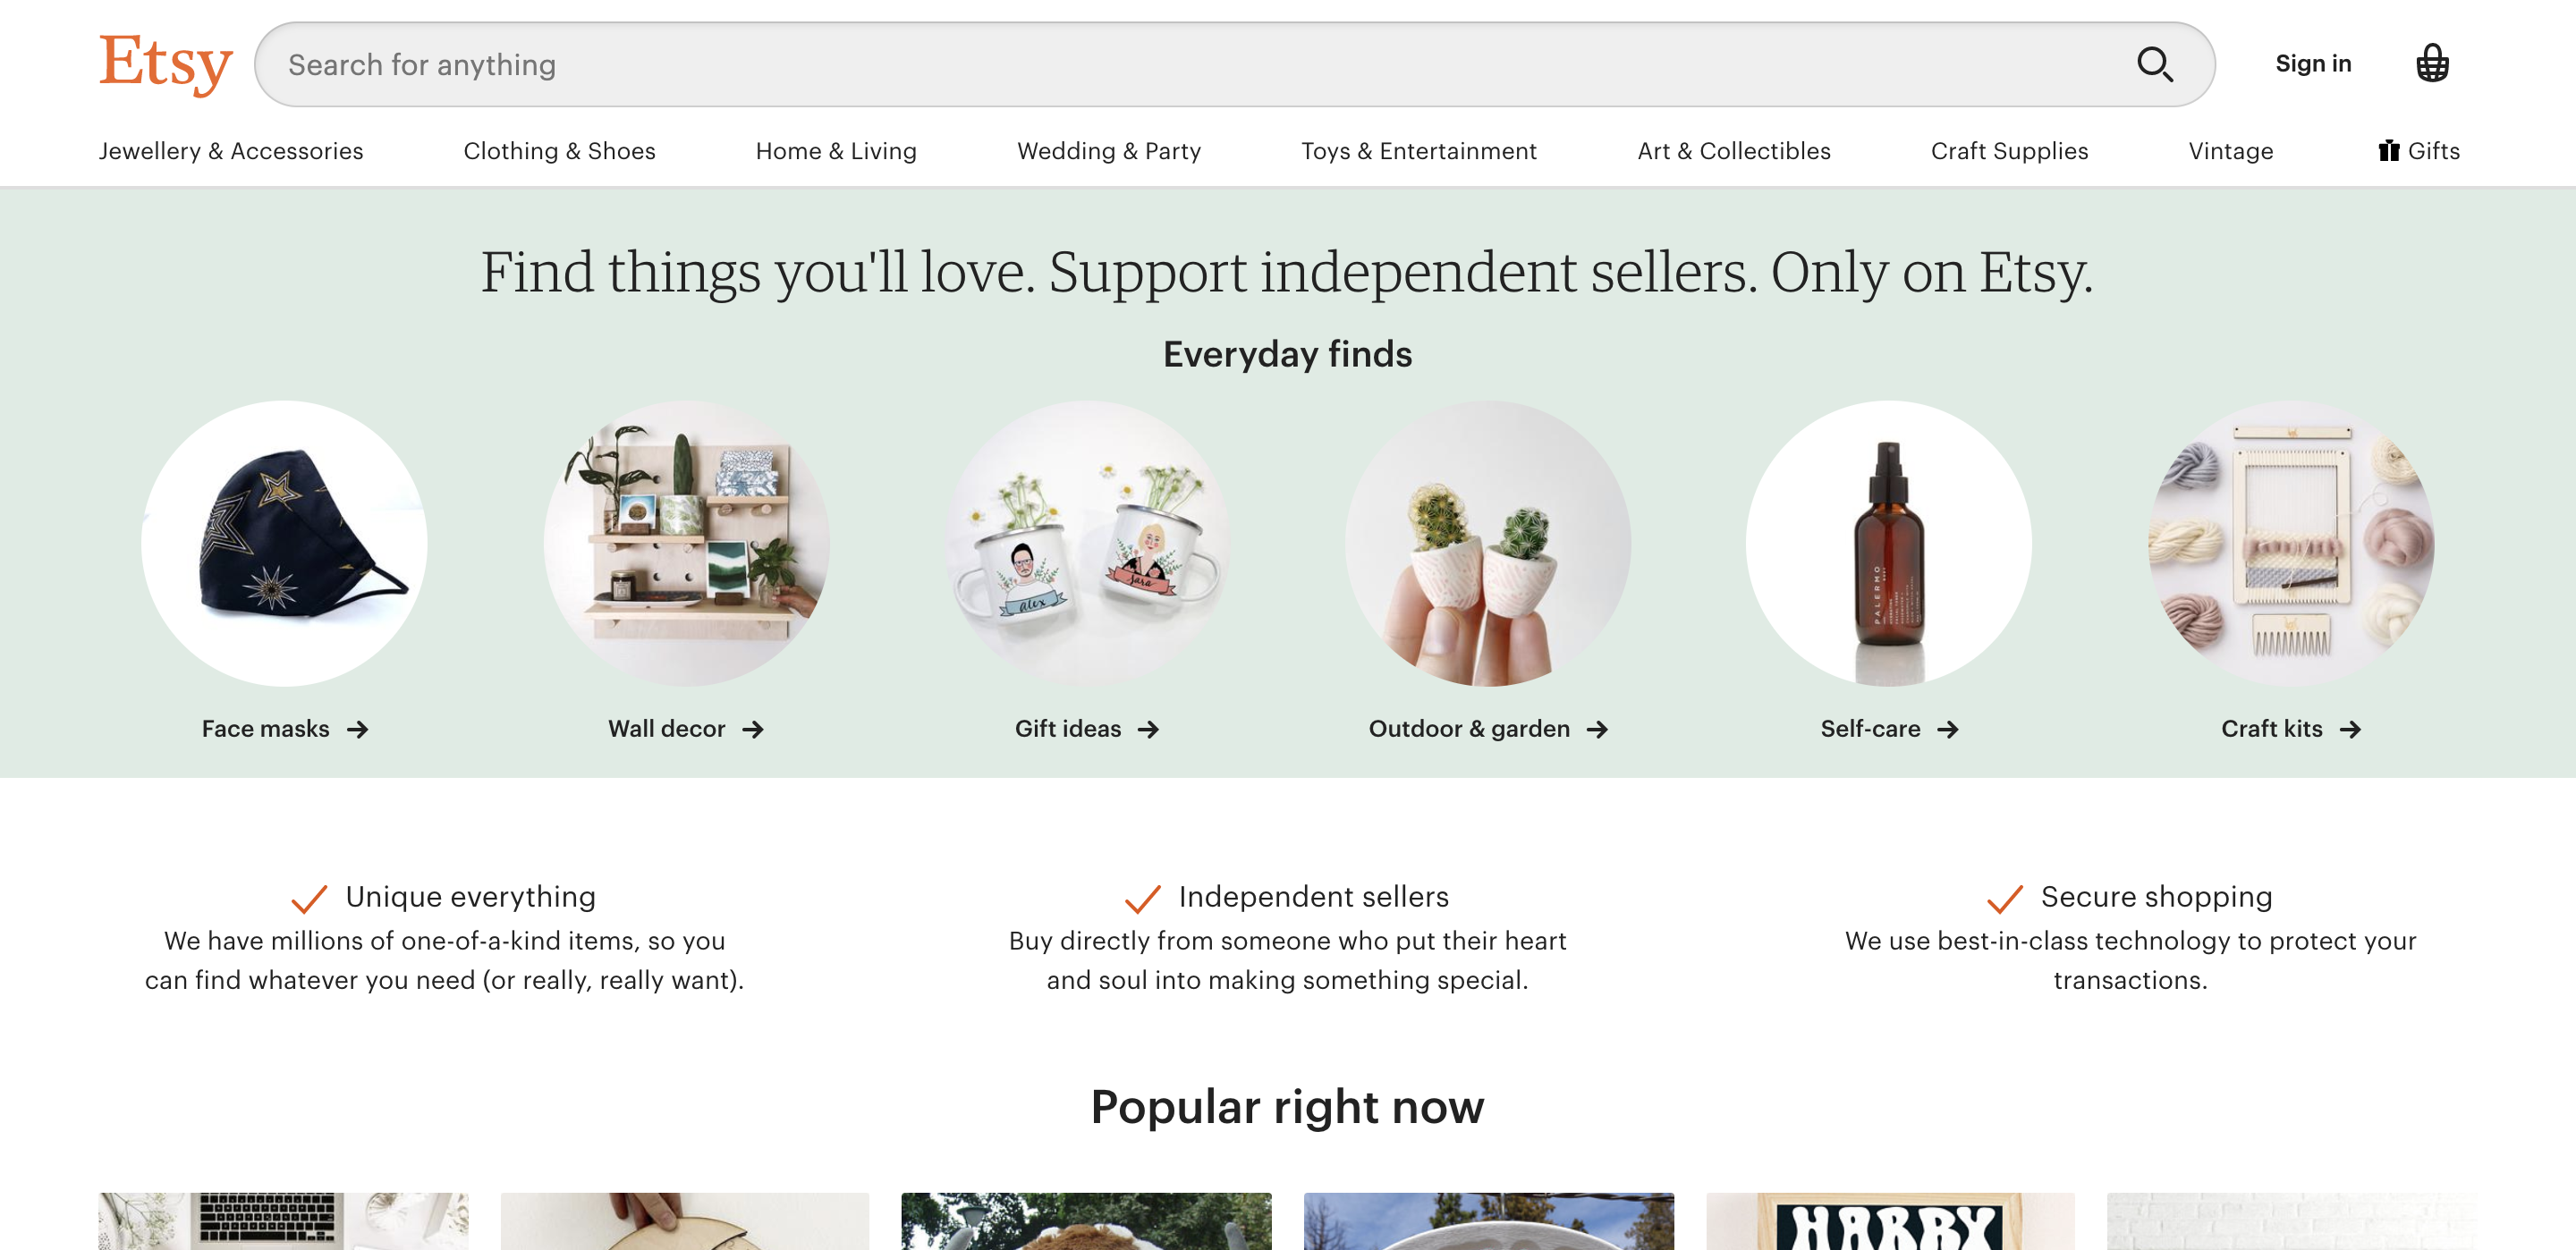 Etsy
Search for anything
Sign in
Jewellery & Accessories
Clothing & Shoes
Home & Living
Wedding & Party
Toys & Entertainment
Art & Collectibles
Craft Supplies
Vintage
Gifts
Find things you'll love. Support independent sellers. Only on Etsy.
Everyday finds
alex
sara
PALERMO
Face masks
Wall decor
Gift ideas
Outdoor & garden
Self-care
Craft kits
Unique everything
We have millions of one-of-a-kind items, so you
can find whatever you need (or really, really want).
Independent sellers
Buy directly from someone who put their heart
and soul into making something special.
Secure shopping
We use best-in-class technology to protect your
transactions.
Popular right now